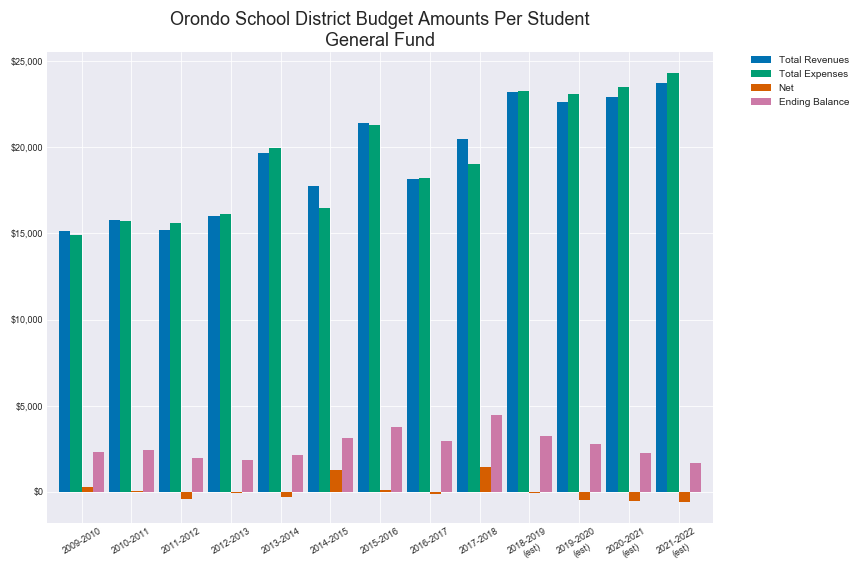 Orondo School District Budget Amounts Per Student
General Fund
Total Revenues
Total Expenses
Net
Ending Balance
$25,000
$20,000
$15,000
$10,000
$5,000
$0
2009-2010
2010-2011
2011-2012
2012-2013
2013-2014
2014-2015
2015-2016
2016-2017
2017-2018
2018-2019
(est)
2019-2020
(est)
2020-2021
(est)
2021-2022
(est)